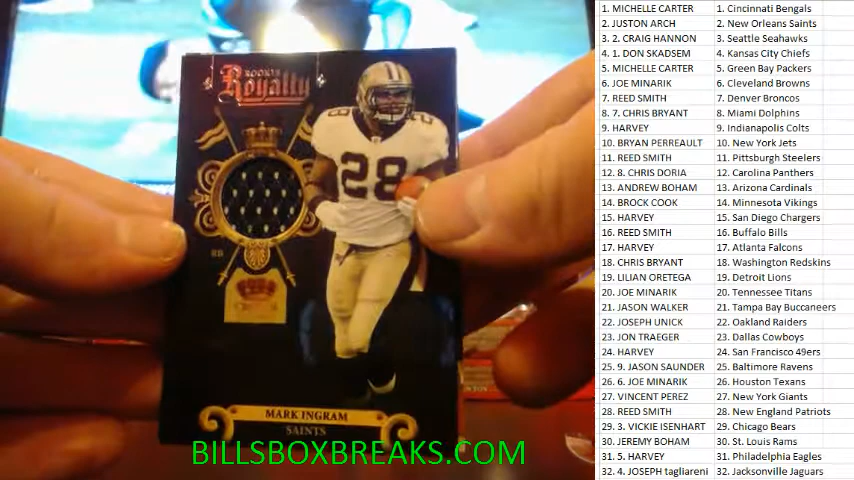 ROOKIE
Royalty
28
28
RB
MARK INGRAM
SAINTS
BILLSBOXBREAKS.COM
1. MICHELLE CARTER 1. Cincinnati Bengals
2. JUSTON ARCH 2. New Orleans Saints
3. 2. CRAIG HANNON 3. Seattle Seahawks
4. 1. DON SKADSEM 4. Kansas City Chiefs
5. MICHELLE CARTER 5. Green Bay Packers
6. JOE MINARIK 6. Cleveland Browns
7. REED SMITH 7. Denver Broncos
8. 7. CHRIS BRYANT 8. Miami Dolphins
9. HARVEY 9. Indianapolis Colts
10. BRYAN PERREAULT 10. New York Jets
11. REED SMITH 11. Pittsburgh Steelers
12. 8. CHRIS DORIA 12. Carolina Panthers
13. ANDREW BOHAM 13. Arizona Cardinals
14. BROCK COOK 14. Minnesota Vikings
15. HARVEY 15. San Diego Chargers
16. REED SMITH 16. Buffalo Bills
17. HARVEY 17. Atlanta Falcons
18. CHRIS BRYANT 18. Washington Redskins
19. LILIAN ORETEGA 19. Detroit Lions
20. JOE MINARIK 20. Tennessee Titans
21. JASON WALKER 21. Tampa Bay Buccaneers
22. JOSEPH UNICK 22. Oakland Raiders
23. JON TRAEGER 23. Dallas Cowboys
24. HARVEY 24. San Francisco 49ers
25. 9. JASON SAUNDER 25. Baltimore Ravens
26. 6. JOE MINARIK 26. Houston Texans
27. VINCENT PEREZ 27. New York Giants
28. REED SMITH 28. New England Patriots
29. 3. VICKIE ISENHART 29. Chicago Bears
30. JEREMY BOHAM 30. St. Louis Rams
31. 5. HARVEY 31. Philadelphia Eagles
32. 4. JOSEPH tagliareni 32. Jacksonville Jaguars